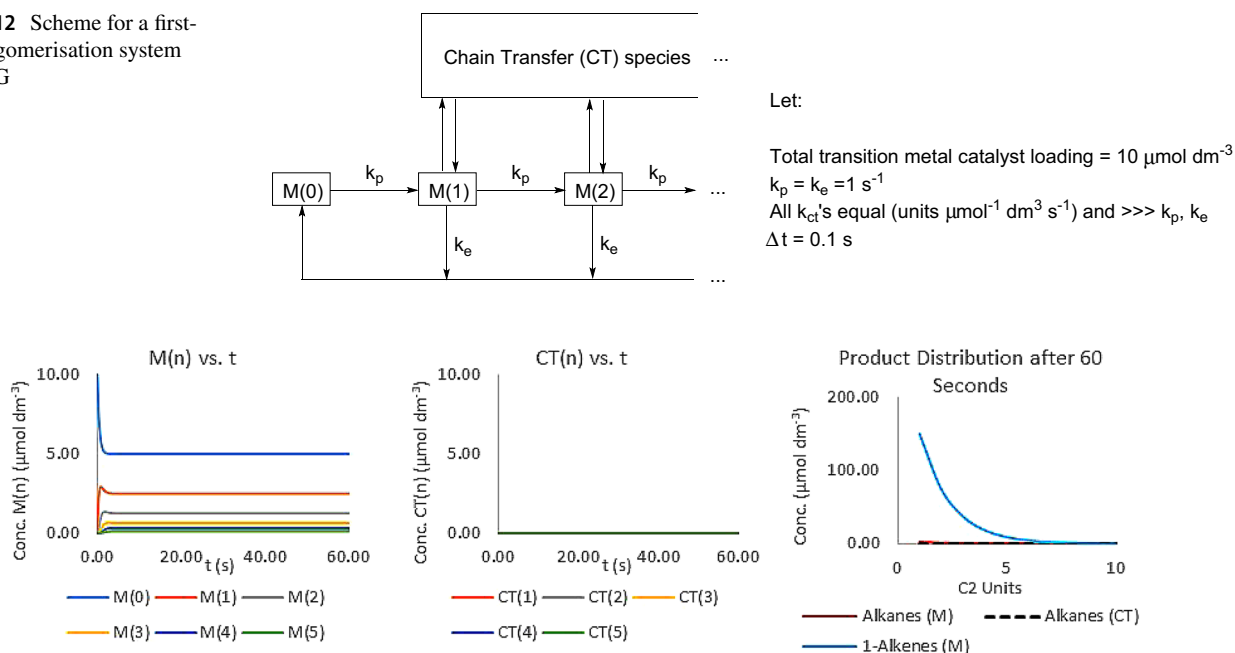 12 Scheme for a first-
gomerisation system
G
Chain Transfer (CT) species ...
M(0)
kp
M(1)
kp
M(2)
kp
...
ke
ke
...
Let:
Total transition metal catalyst loading = 10 μmol dm-3
kp = ke =1 s-1
All kct's equal (units μmol-1 dm3 s-1) and >>> kp, ke
Δt = 0.1 s
M(n) vs. t
Conc. M(n) (μmol dm-3)
10.00
5.00
0.00
0.00 20.00 40.00 60.00
t (s)
M(0) M(1) M(2)
M(3) M(4) M(5)
CT(n) vs. t
Conc. CT(n) (μmol dm-3)
10.00
5.00
0.00
0.00 20.00 40.00 60.00
t (s)
CT(1) CT(2) CT(3)
CT(4) CT(5)
Product Distribution after 60
Seconds
Conc. (μmol dm-3)
200.00
100.00
0.00
0 5 10
C2 Units
Alkanes (M) Alkanes (CT)
1-Alkenes (M)